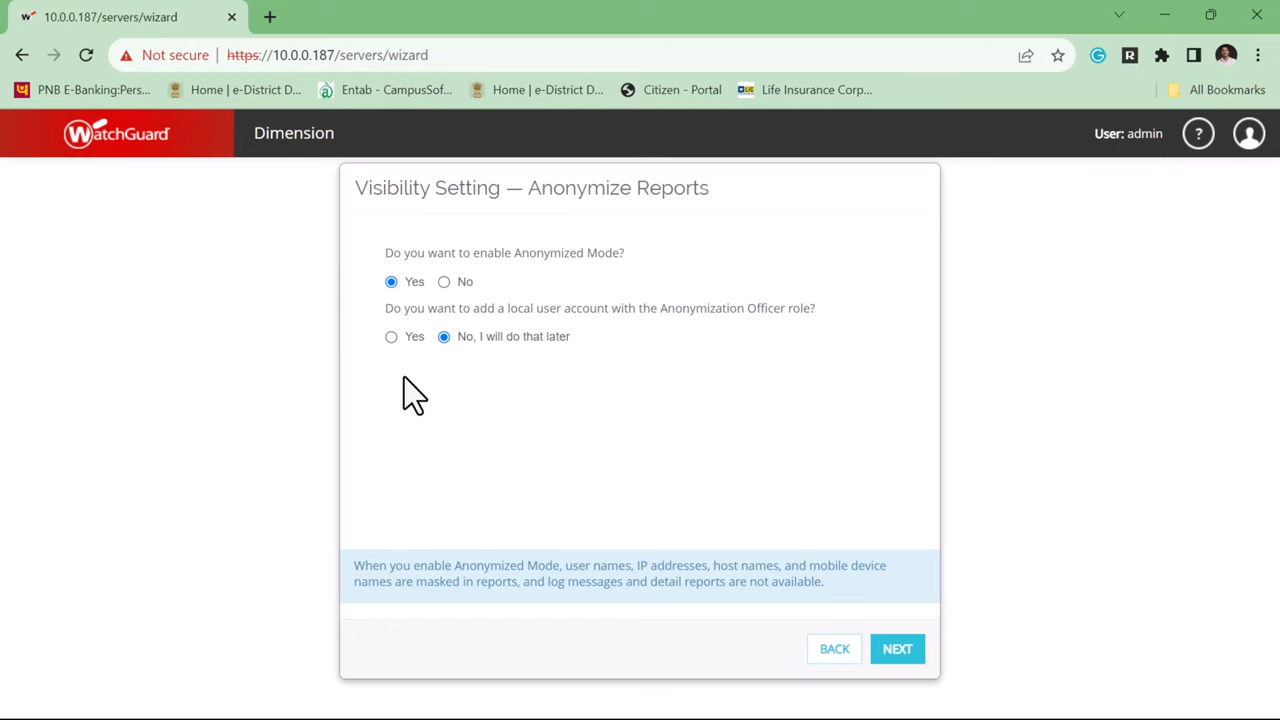 10.0.0.187/servers/wizard
Not secure
https://10.0.0.187/servers/wizard
PNB E-Banking:Pers...
Home | e-District D...
Entab - CampusSof...
Home | e-District D...
Citizen - Portal
Life Insurance Corp...
All Bookmarks
WatchGuard
Dimension
User: admin
?
Visibility Setting — Anonymize Reports
Do you want to enable Anonymized Mode?
Yes No
Do you want to add a local user account with the Anonymization Officer role?
Yes No, I will do that later
When you enable Anonymized Mode, user names, IP addresses, host names, and mobile device
names are masked in reports, and log messages and detail reports are not available.
BACK NEXT